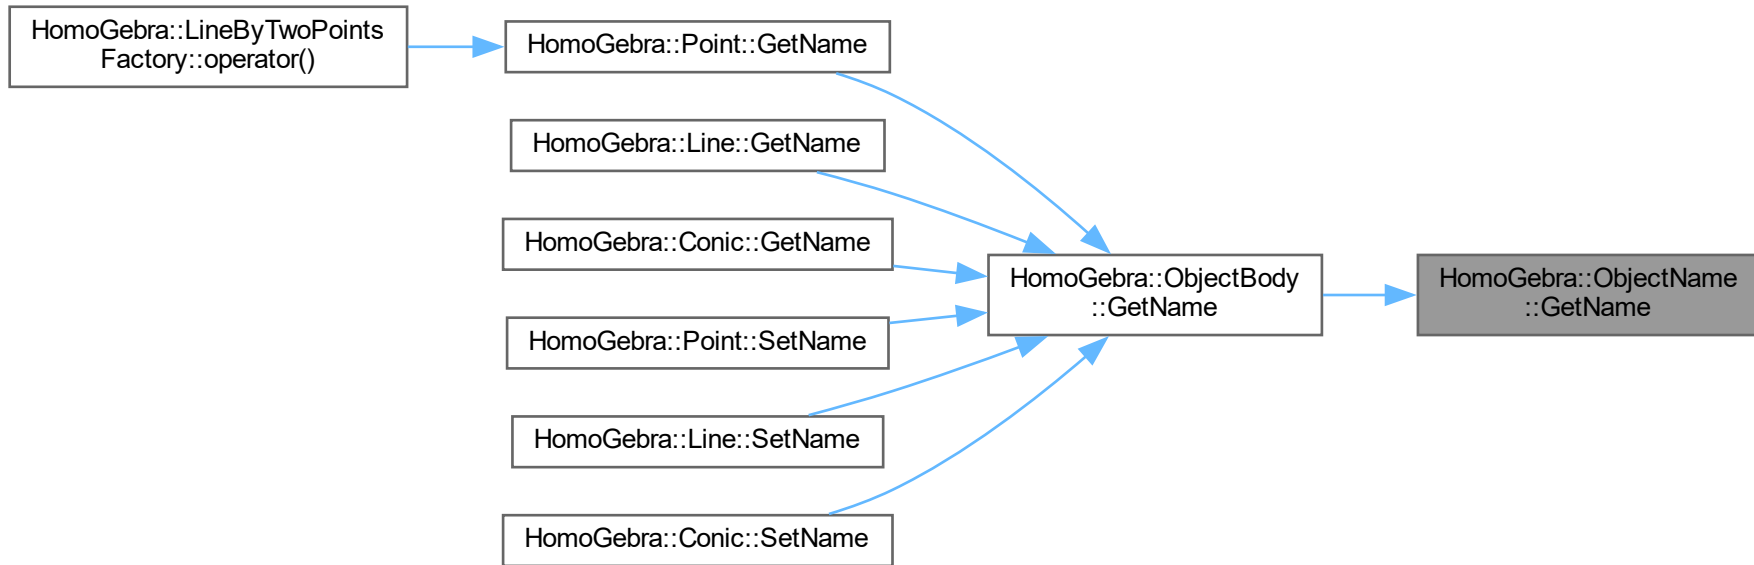 HomoGebra::LineByTwoPoints
Factory::operator()
HomoGebra::Point::GetName
HomoGebra::Line::GetName
HomoGebra::Conic::GetName
HomoGebra::Point::SetName
HomoGebra::Line::SetName
HomoGebra::Conic::SetName
HomoGebra::ObjectBody
::GetName
HomoGebra::ObjectName
::GetName